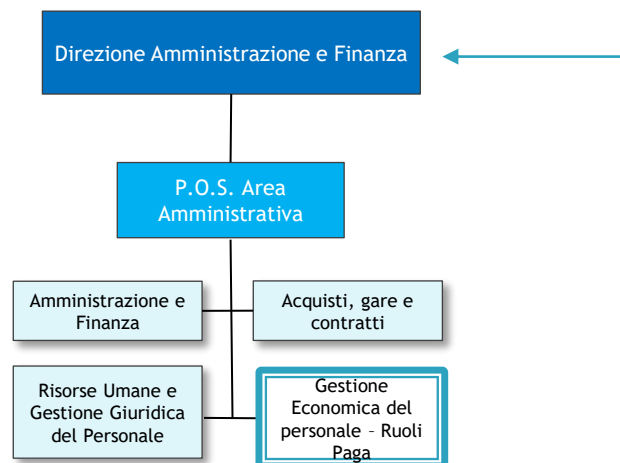 Direzione Amministrazione e Finanza
P.O.S. Area
Amministrativa
Amministrazione e
Finanza
Acquisti, gare e
contratti
Risorse Umane e
Gestione Giuridica
del Personale
Gestione
Economica del
personale – Ruoli
Paga